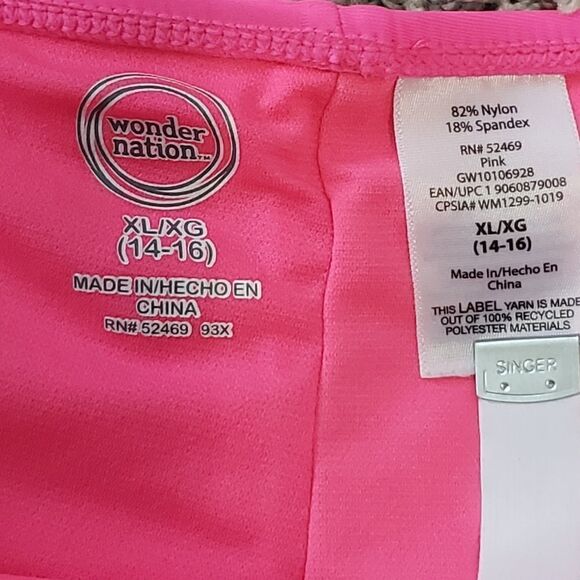 wonder
nation™
XL/XG
(14-16)
MADE IN/HECHO EN
CHINA
RN# 52469 93X
82% Nylon
18% Spandex
RN# 52469
Pink
GW10106928
EAN/UPC 1 9060879008
CPSIA# WM1299-1019
XL/XG
(14-16)
Made In/Hecho En
China
THIS LABEL YARN IS MADE
OUT OF 100% RECYCLED
POLYESTER MATERIALS
SINGER